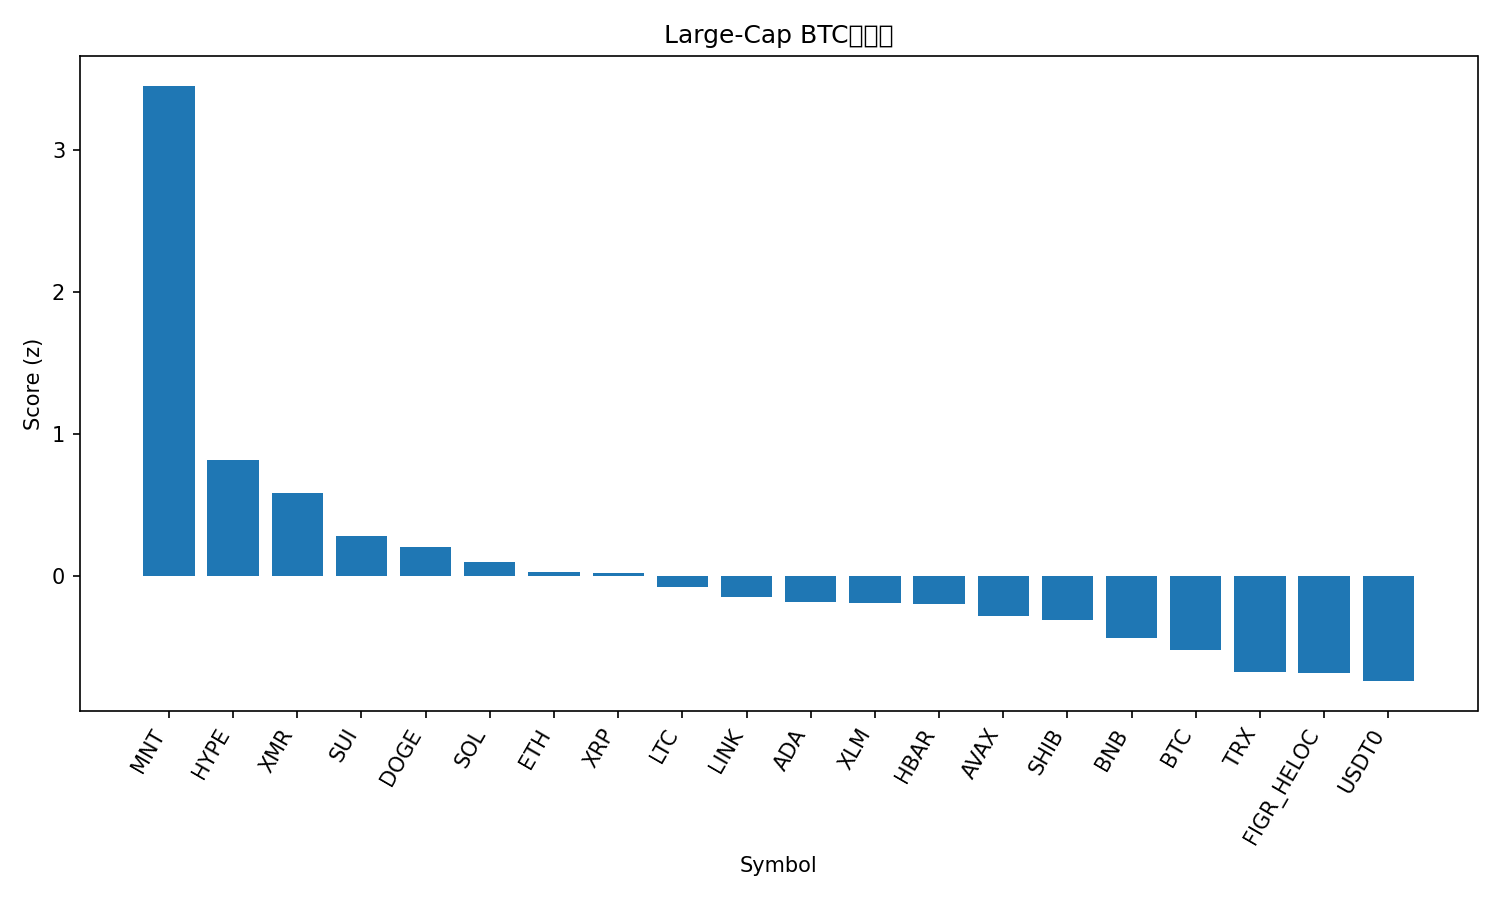 Large-Cap BTC
Score (z)
3
2
1
0
MNT
HYPE
XMR
SUI
DOGE
SOL
ETH
XRP
LTC
LINK
ADA
XLM
HBAR
AVAX
SHIB
BNB
BTC
TRX
FIGR_HELOC
USDT0
Symbol